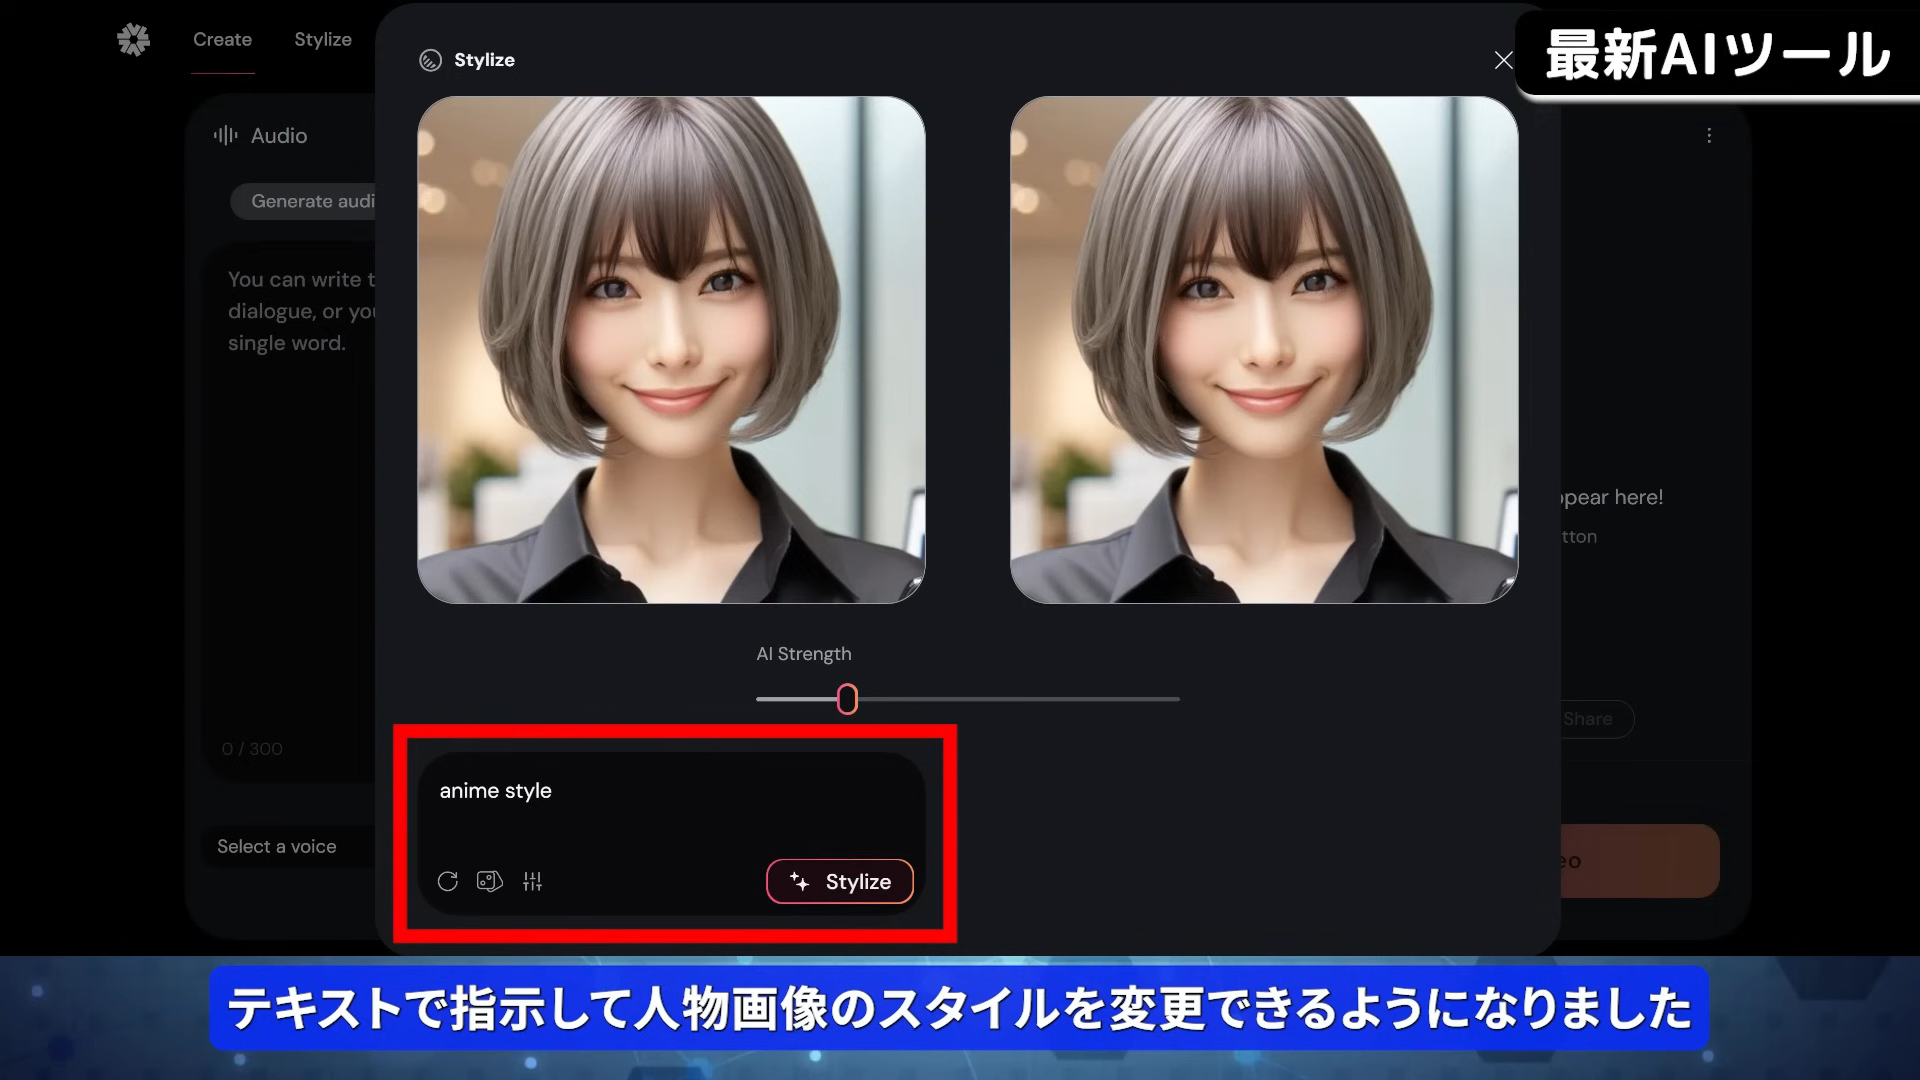 Create
Stylize
Stylize
最新AIツール
Audio
Generate audi
You can write t
dialogue, or you
single word.
ppear here!
tton
AI Strength
Share
0 / 300
anime style
Select a voice
eo
Stylize
テキストで指示して人物画像のスタイルを変更できるようになりました